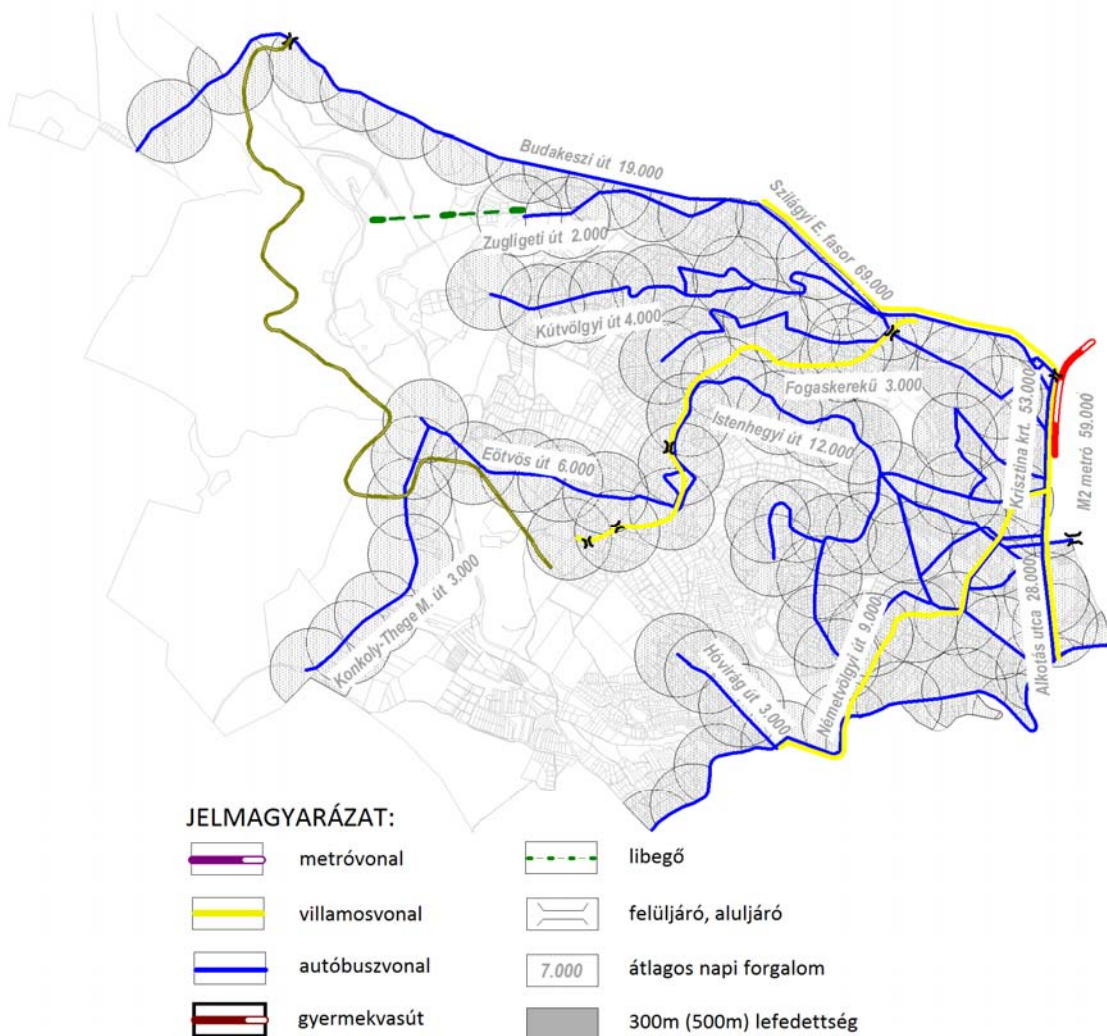 Budakeszi út 19.000
Szilágyi E. fasor 69.000
Zugligeti út 2.000
Kútvölgyi út 4.000
Fogaskerekű 3.000
Krisztina krt. 53.000
M2 metró 59.000
Istenhegyi út 12.000
Eötvös út 6.000
Konkoly-Thege M. út 3.000
Németvölgyi út 9.000
Alkotás utca 28.000
Hóvirág út 3.000
JELMAGYARÁZAT:
metróvonal
villamosvonal
autóbuszvonal
gyermekvasút
libegő
felüljáró, aluljáró
7.000 átlagos napi forgalom
300m (500m) lefedettség